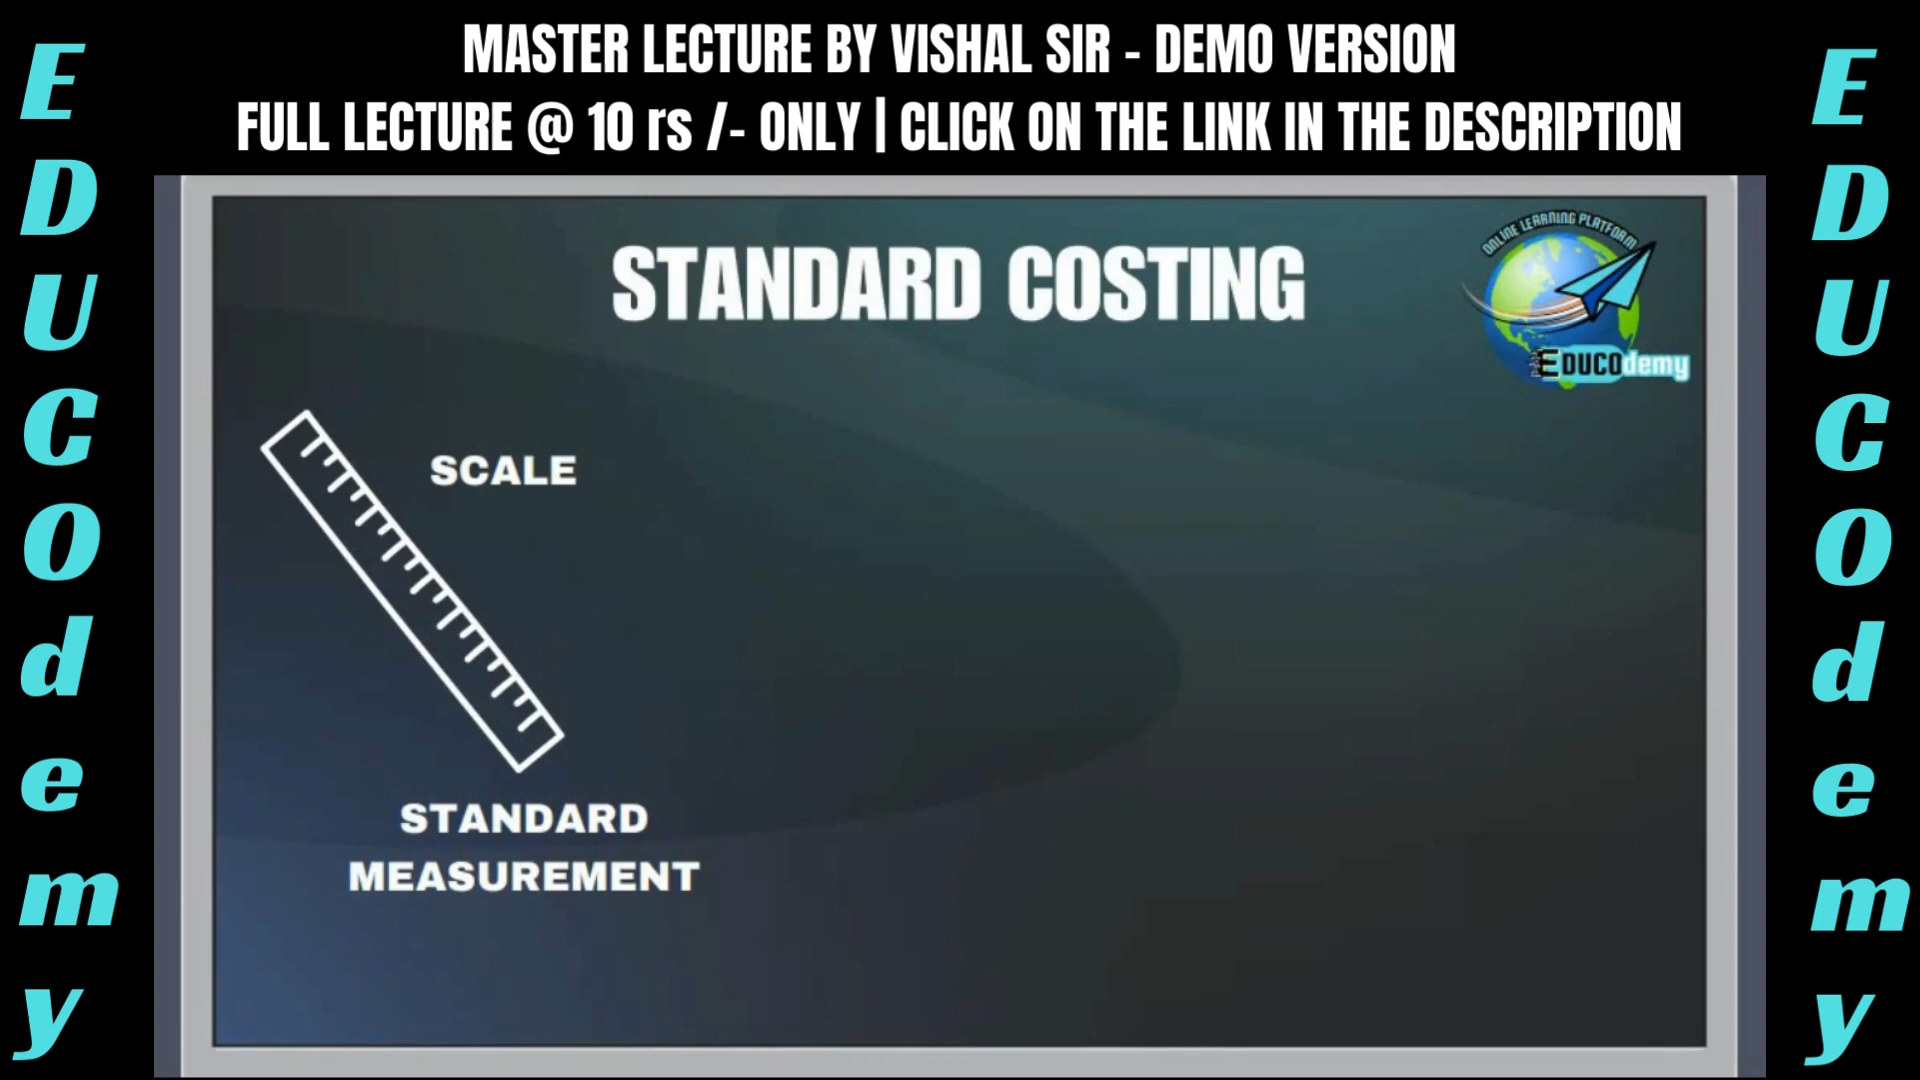 MASTER LECTURE BY VISHAL SIR - DEMO VERSION
FULL LECTURE @ 10 rs /- ONLY | CLICK ON THE LINK IN THE DESCRIPTION
EDUCOdemy
EDUCOdemy
STANDARD COSTING
ONLINE LEARNING PLATFORM
EDUCOdemy
SCALE
STANDARD
MEASUREMENT